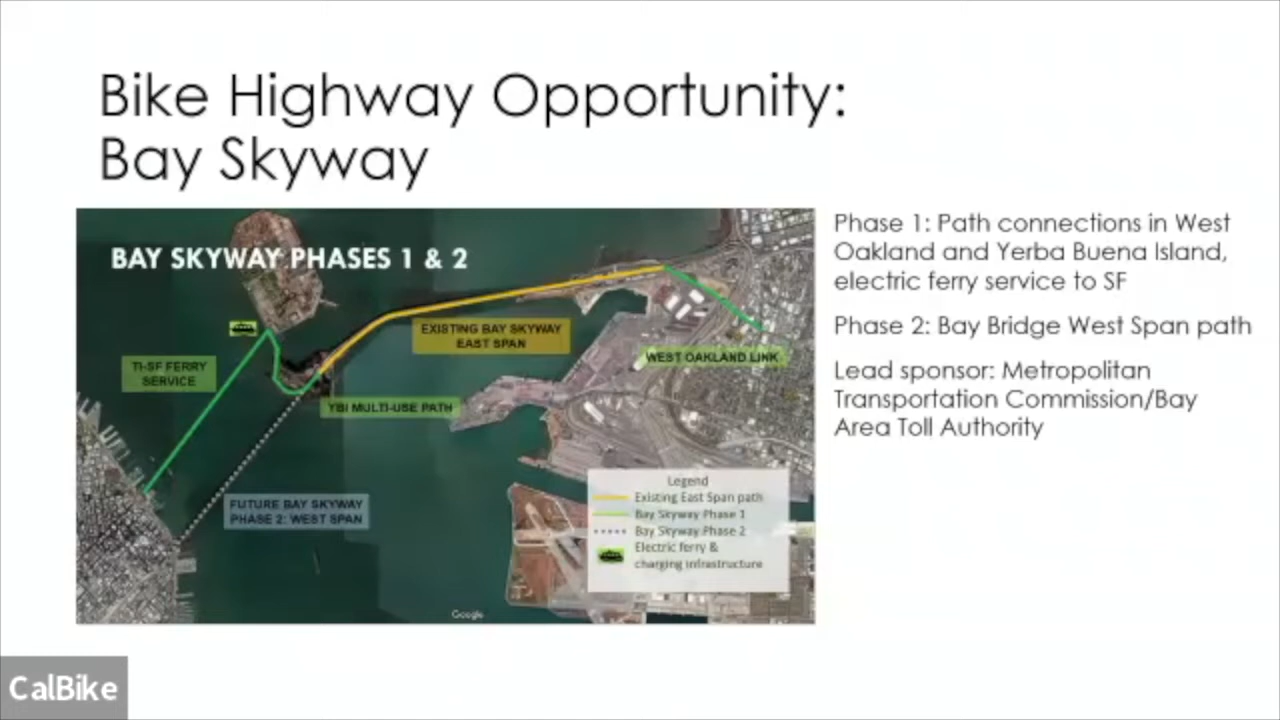 Bike Highway Opportunity:
Bay Skyway
BAY SKYWAY PHASES 1 & 2
EXISTING BAY SKYWAY
EAST SPAN
WEST OAKLAND LINK
TI-SF FERRY
SERVICE
YBI MULTI-USE PATH
FUTURE BAY SKYWAY
PHASE 2: WEST SPAN
Legend
Existing East Span path
Bay Skyway Phase 1
Bay Skyway Phase 2
Electric ferry &
charging infrastructure
Google
Phase 1: Path connections in West
Oakland and Yerba Buena Island,
electric ferry service to SF
Phase 2: Bay Bridge West Span path
Lead sponsor: Metropolitan
Transportation Commission/Bay
Area Toll Authority
CalBike